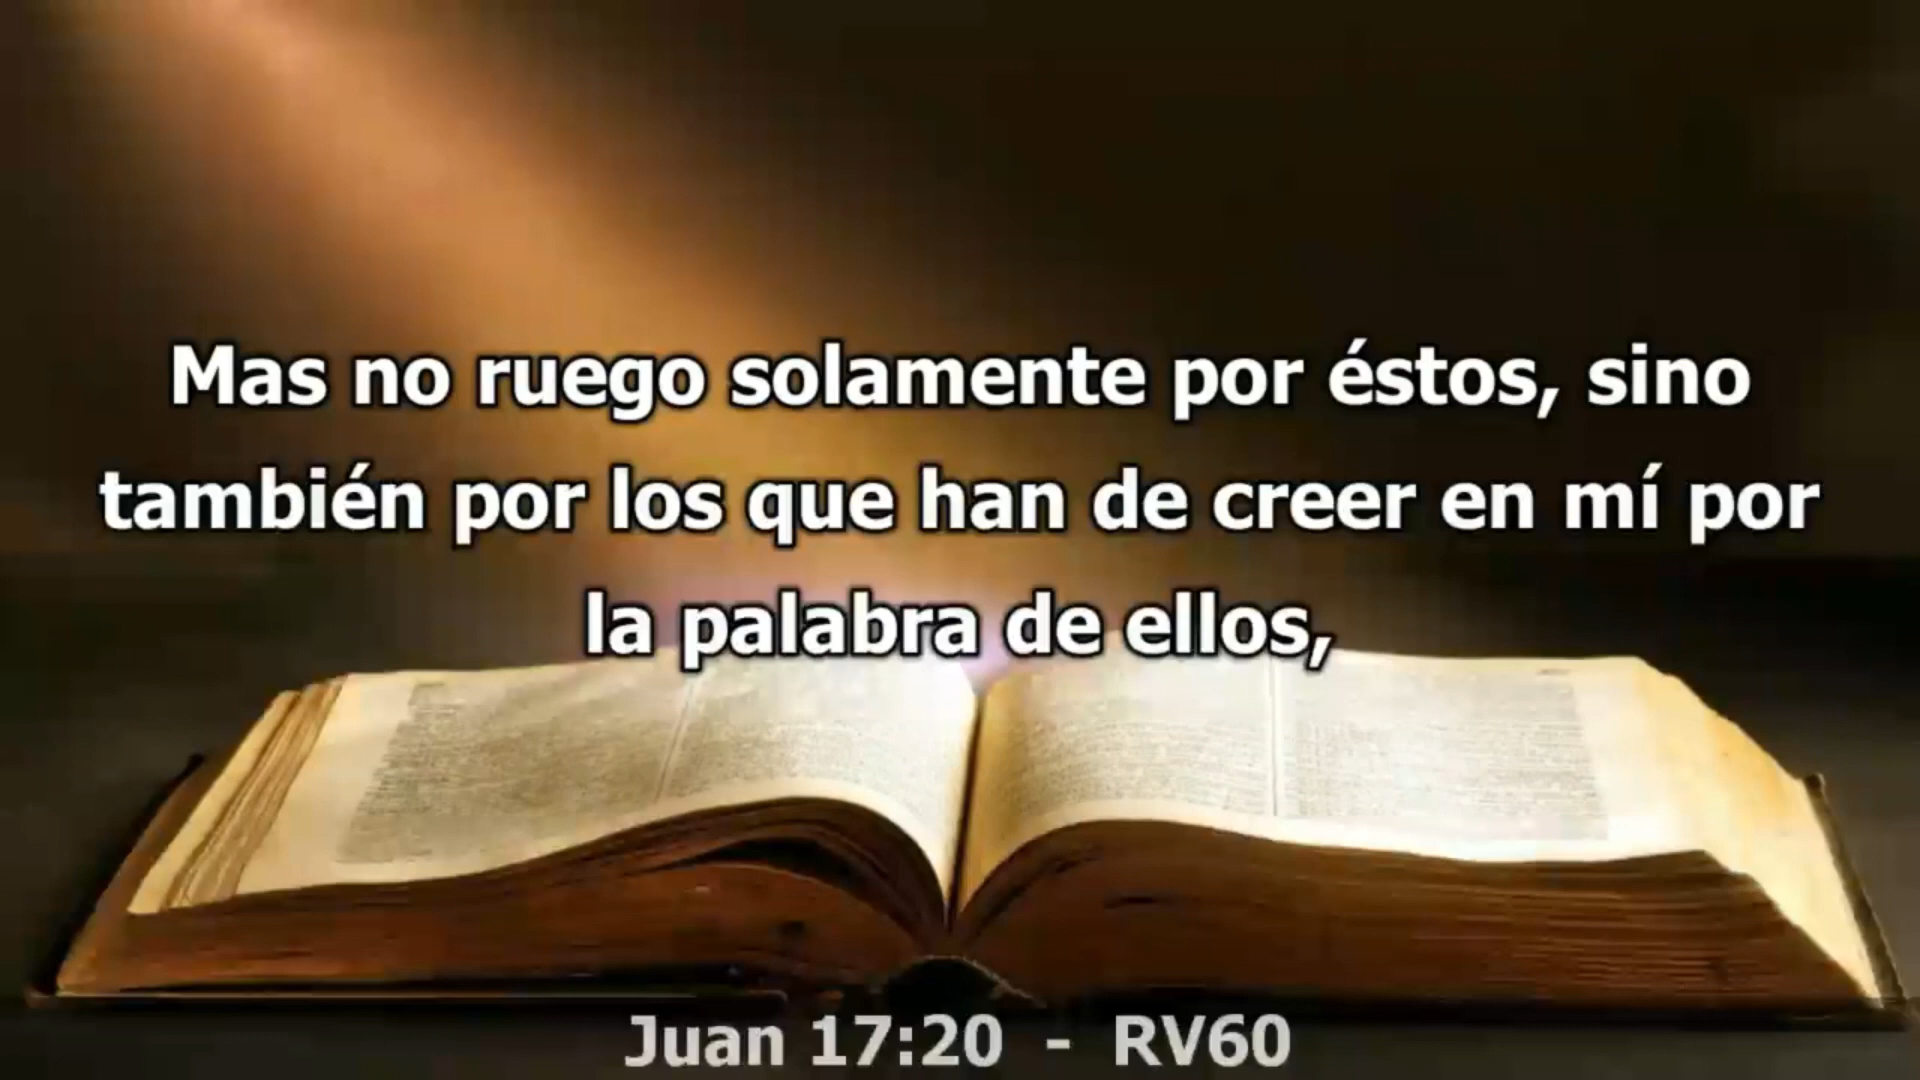 Mas no ruego solamente por éstos, sino
también por los que han de creer en mí por
la palabra de ellos,
Juan 17:20 - RV60